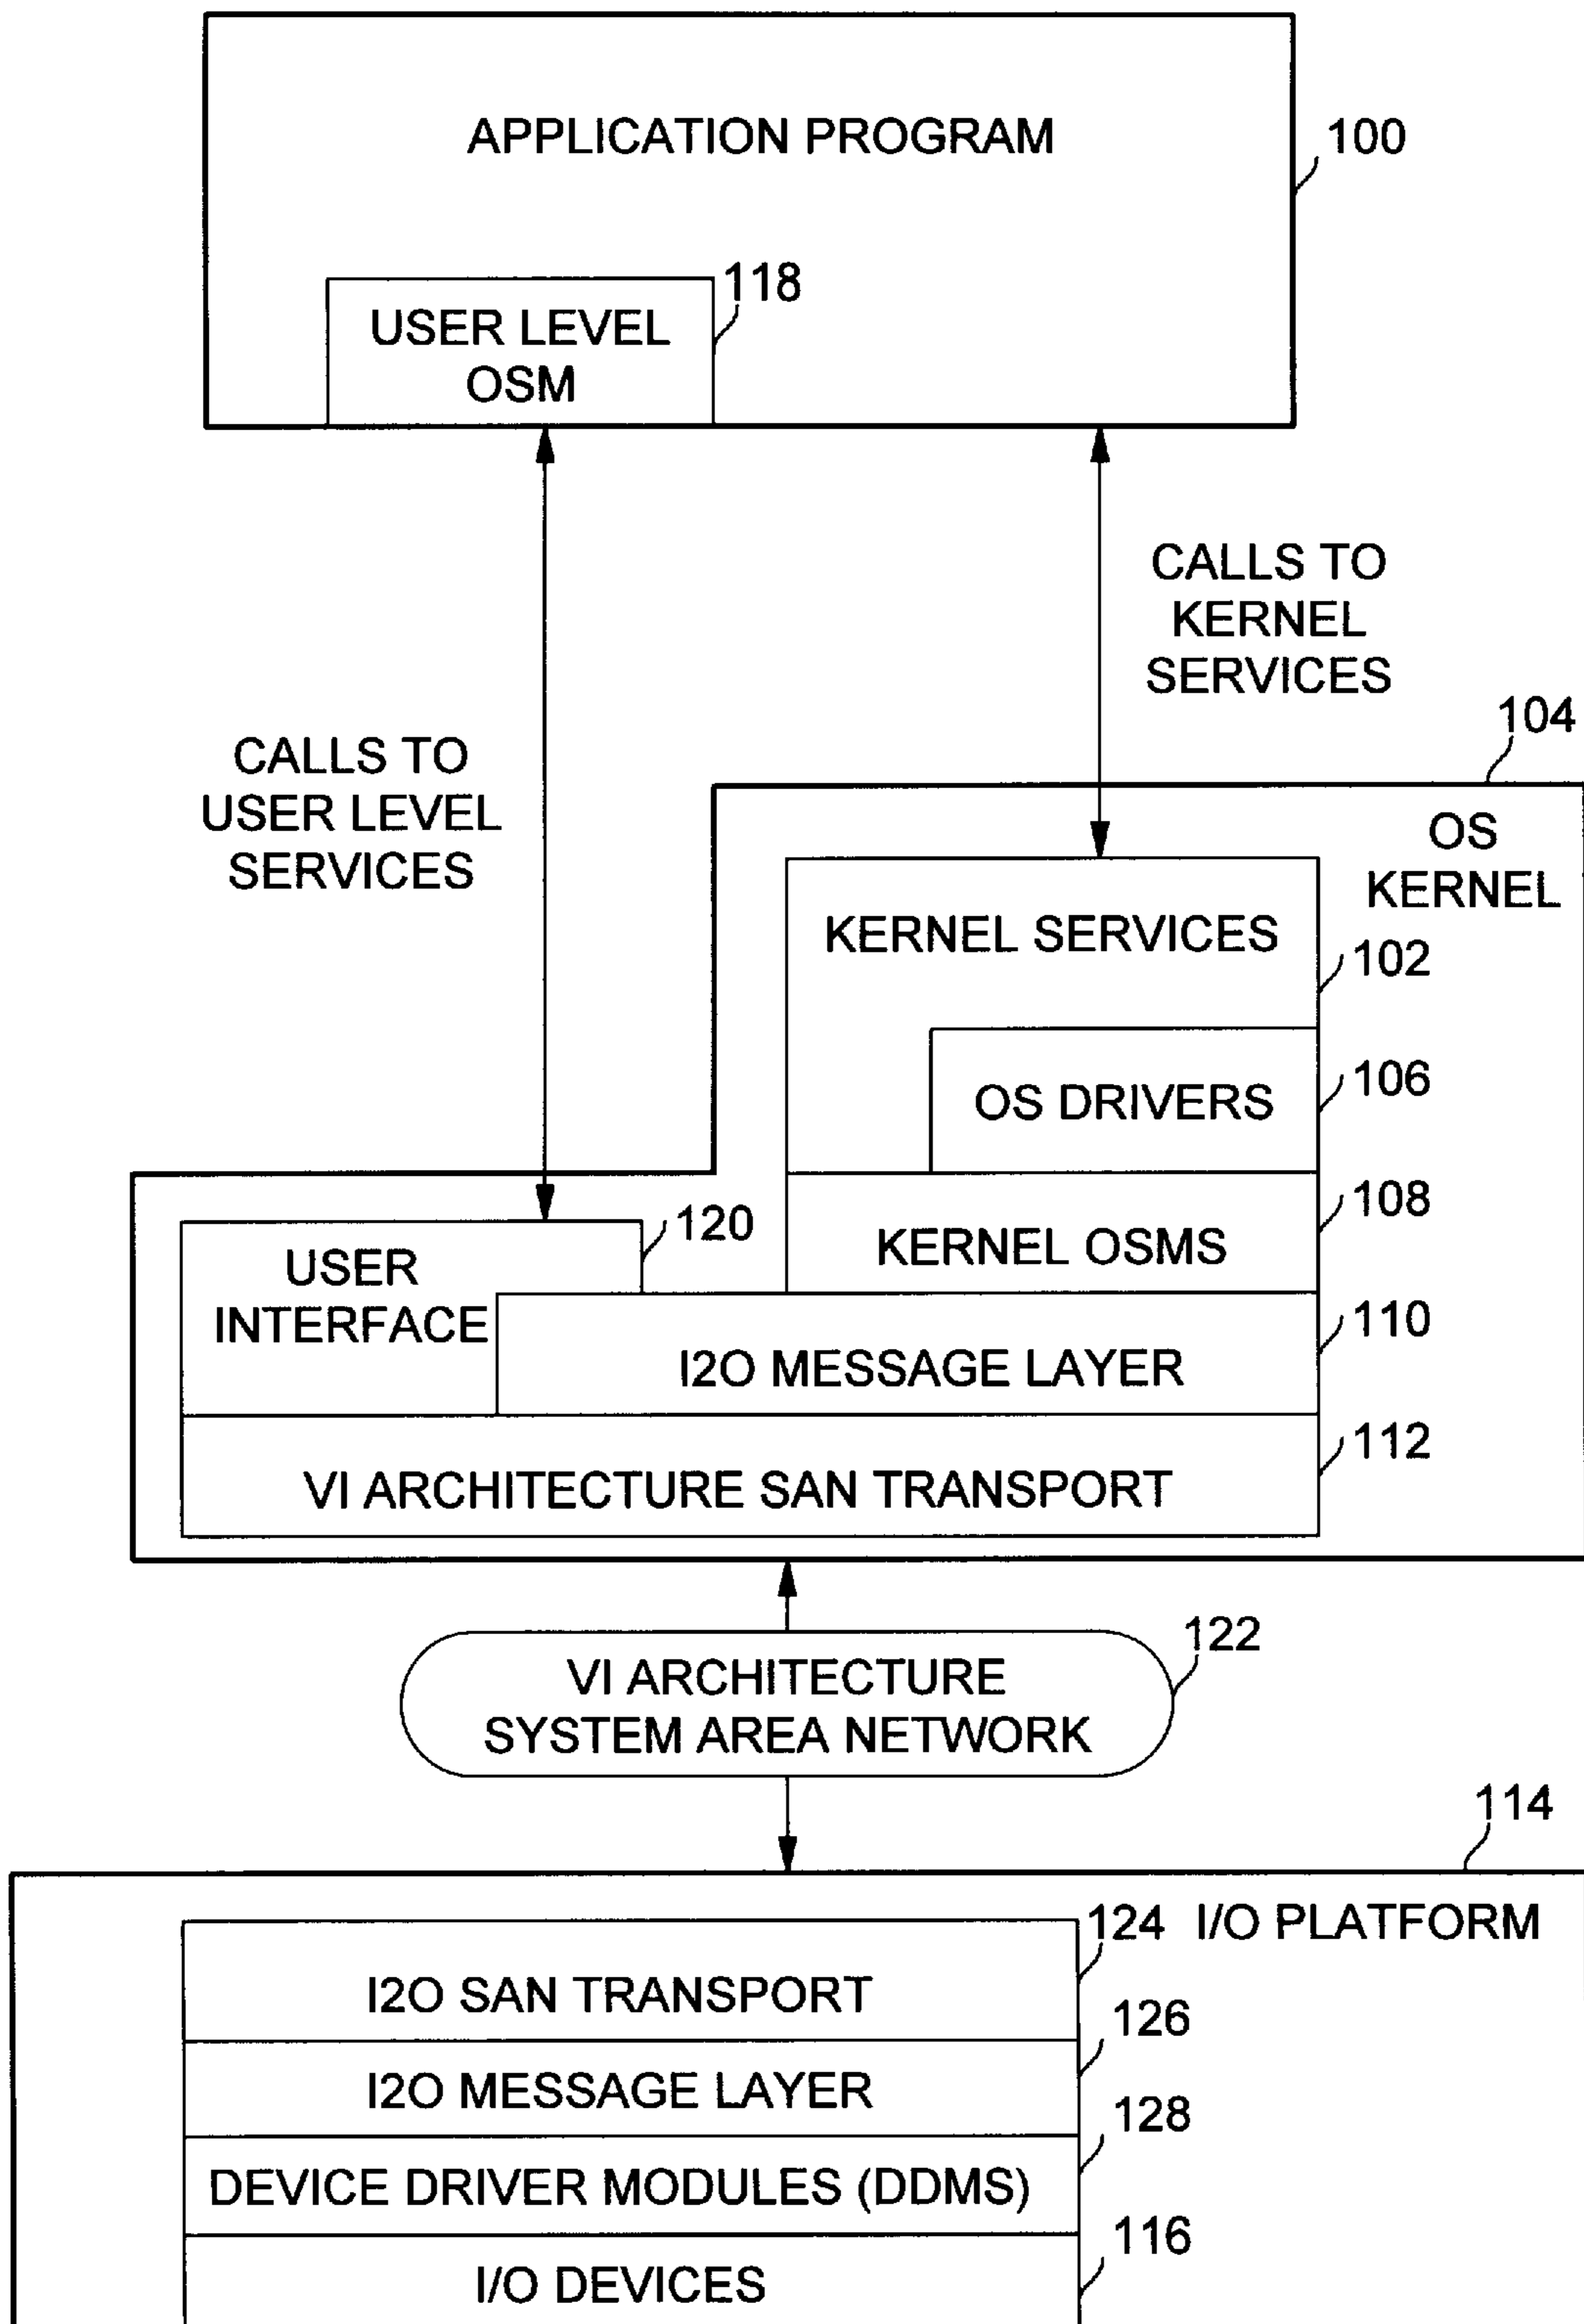 APPLICATION PROGRAM
100
118
USER LEVEL
OSM
CALLS TO
KERNEL
SERVICES
104
CALLS TO
USER LEVEL
SERVICES
OS
KERNEL
KERNEL SERVICES
102
OS DRIVERS
106
108
120
KERNEL OSMS
USER
INTERFACE
110
I2O MESSAGE LAYER
112
VI ARCHITECTURE SAN TRANSPORT
122
VI ARCHITECTURE
SYSTEM AREA NETWORK
114
124
I/O PLATFORM
I2O SAN TRANSPORT
126
I2O MESSAGE LAYER
128
DEVICE DRIVER MODULES (DDMS)
116
I/O DEVICES